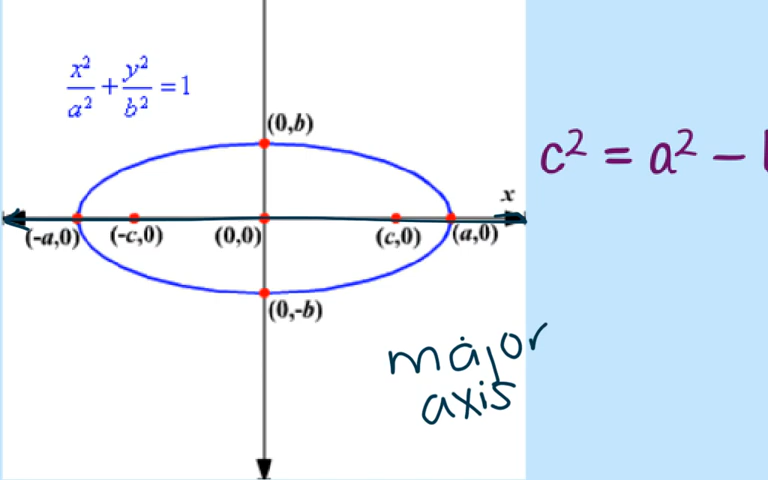 x²/a² + y²/b² = 1
(0,b)
c² = a² −
x
(-a,0) (-c,0) (0,0) (c,0) (a,0)
(0,-b)
major
axis